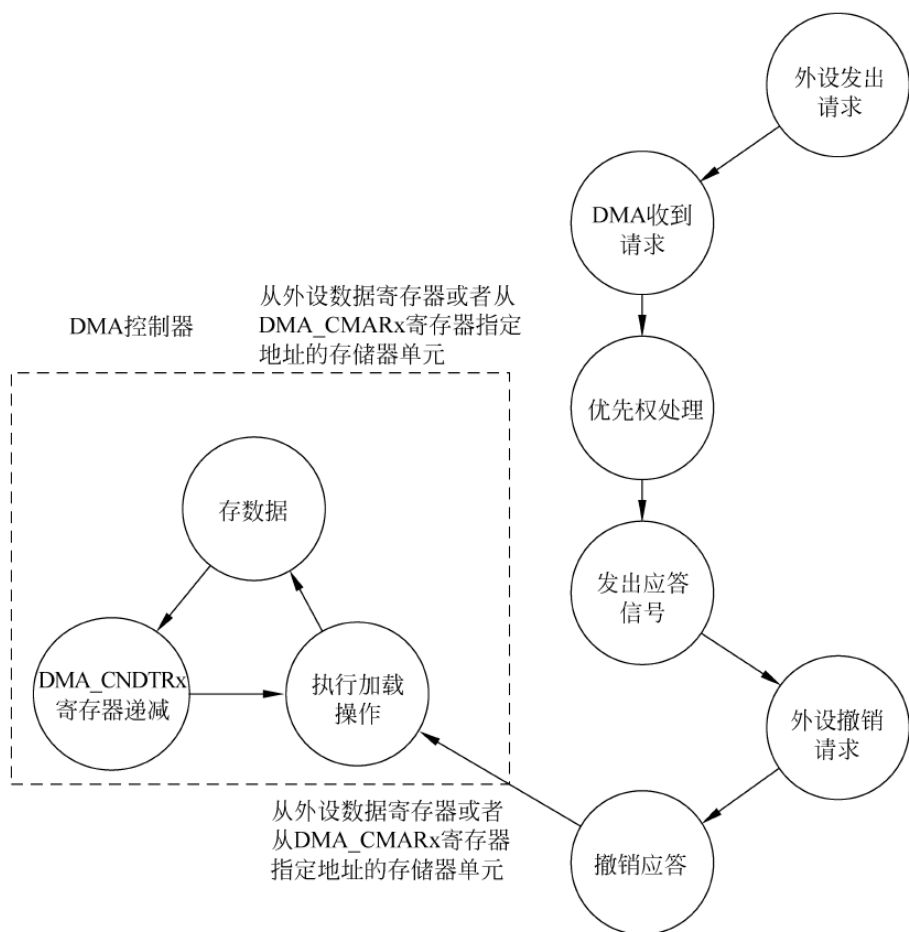 外设发出
请求
DMA收到
请求
从外设数据寄存器或者从
DMA_CMARx寄存器指定
地址的存储器单元
DMA控制器
优先权处理
存数据
发出应答
信号
DMA_CNDTRx
寄存器递减
执行加载
操作
外设撤销
请求
从外设数据寄存器或者
从DMA_CMARx寄存器
指定地址的存储器单元
撤销应答